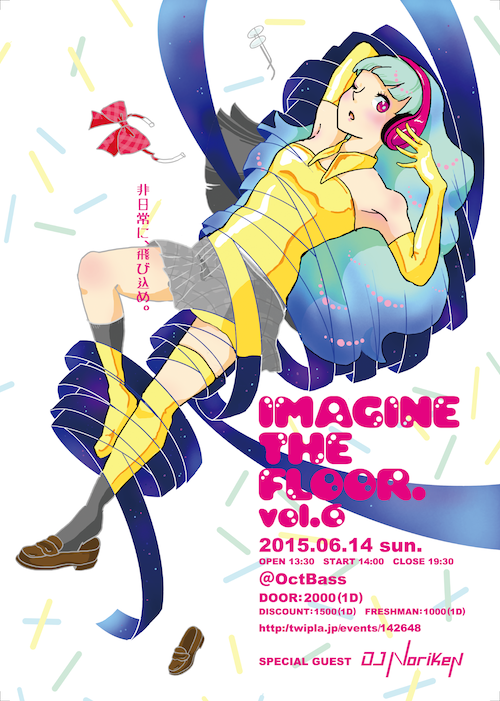 非日常に、飛び込め。
IMAGINE
THE
FLOOR.
vol.6
2015.06.14 sun.
OPEN 13:30 START 14:00 CLOSE 19:30
@OctBass
DOOR:2000(1D)
DISCOUNT:1500(1D) FRESHMAN:1000(1D)
http://twipla.jp/events/142648
SPECIAL GUEST DJ Noriken